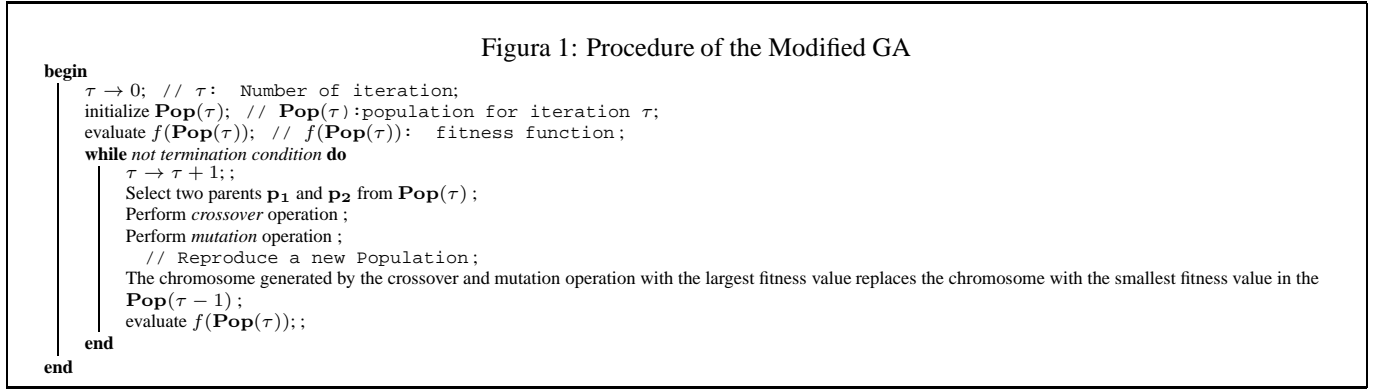 Figura 1: Procedure of the Modified GA
begin
τ → 0; // τ: Number of iteration;
initialize Pop(τ); // Pop(τ):population for iteration τ;
evaluate f(Pop(τ)); // f(Pop(τ)): fitness function;
while not termination condition do
τ → τ + 1; ;
Select two parents p₁ and p₂ from Pop(τ) ;
Perform crossover operation ;
Perform mutation operation ;
// Reproduce a new Population;
The chromosome generated by the crossover and mutation operation with the largest fitness value replaces the chromosome with the smallest fitness value in the
Pop(τ − 1) ;
evaluate f(Pop(τ)); ;
end
end